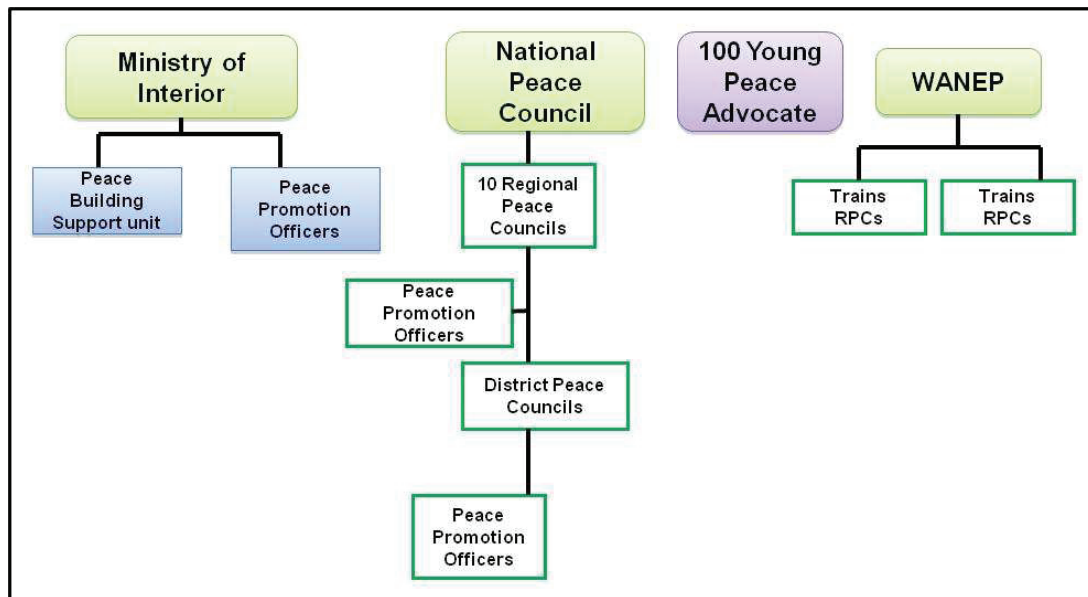 Ministry of
Interior
Peace
Building
Support unit
Peace
Promotion
Officers
National
Peace
Council
10 Regional
Peace
Councils
Peace
Promotion
Officers
District Peace
Councils
Peace
Promotion
Officers
100 Young
Peace
Advocate
WANEP
Trains
RPCs
Trains
RPCs